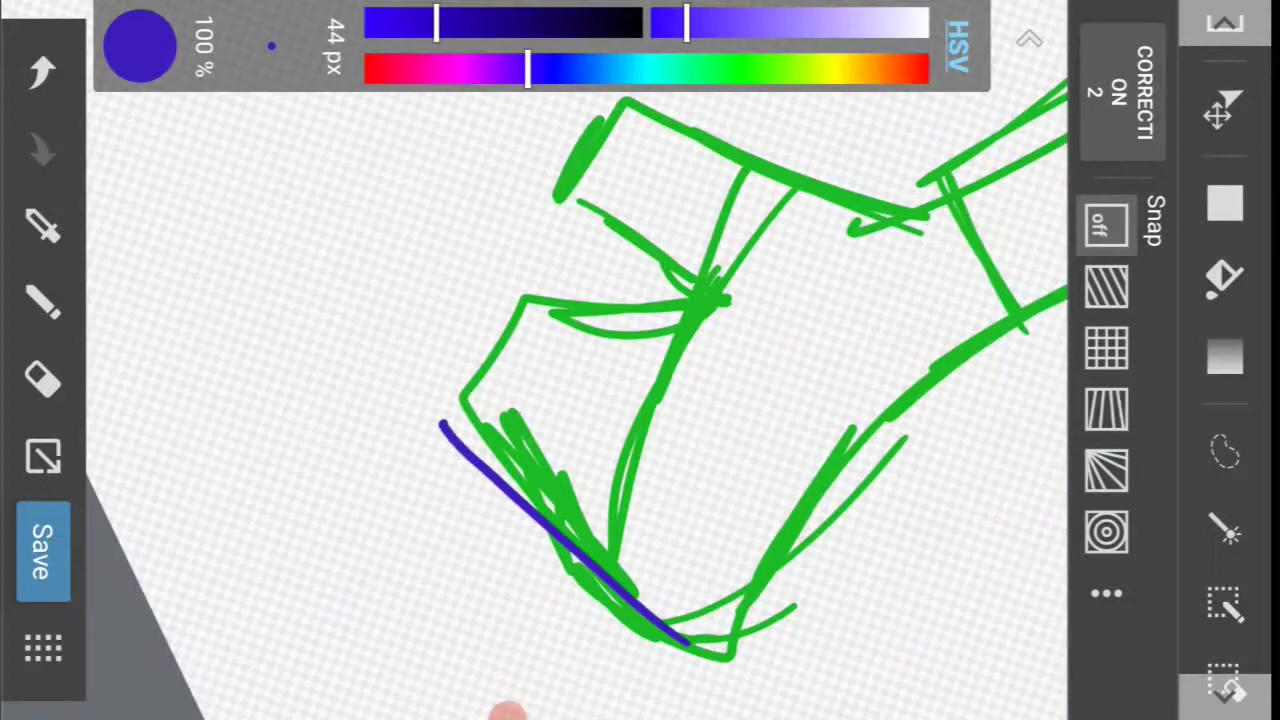 HSV
44 px
100 %
CORRECTI
ON
2
Snap
off
Save